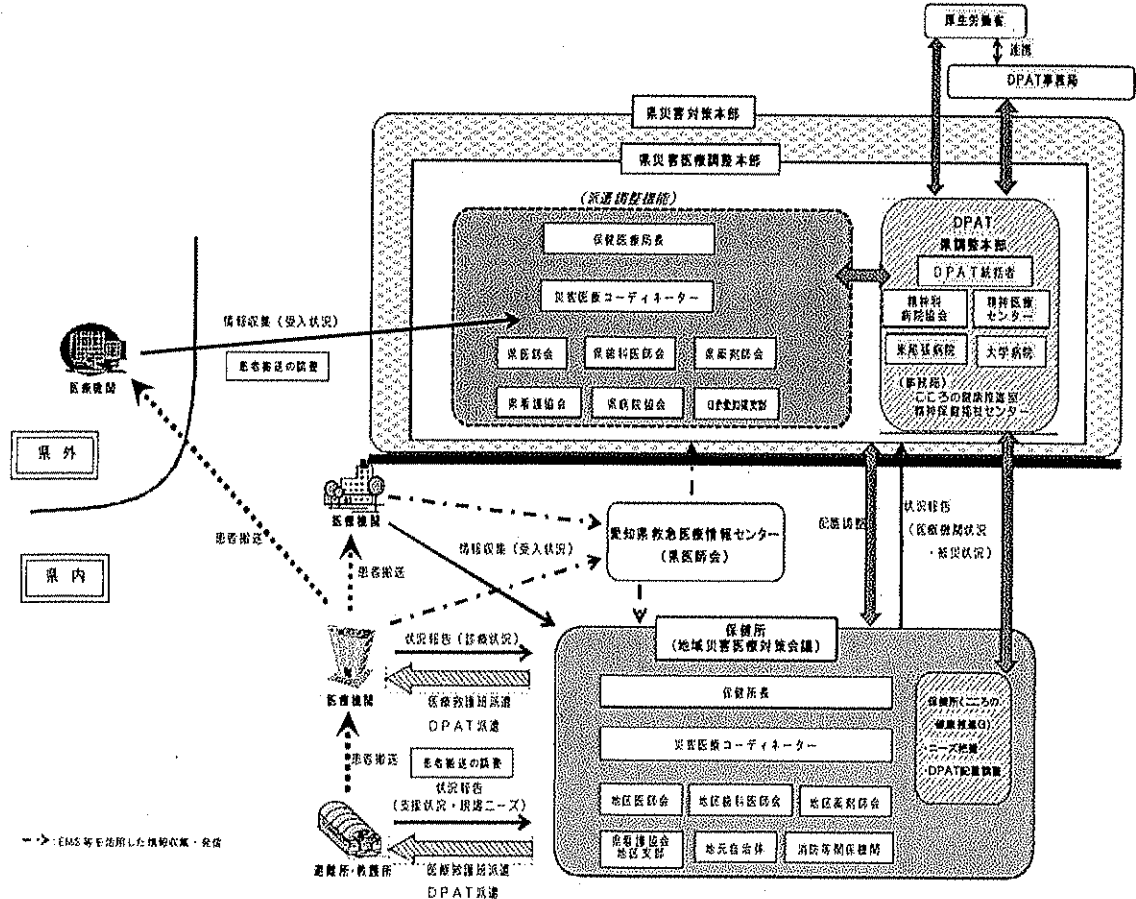 厚生労働省
連携
DPAT事務局
県災害対策本部
県災害医療調整本部
(派遣調整機能)
保健医療局長
災害医療コーディネーター
県医師会
県歯科医師会
県薬剤師会
県看護協会
県病院協会
日赤愛知県支部
DPAT
県調整本部
DPAT統括者
精神科
病院協会
精神医療
センター
東尾張病院
大学病院
(事務局)
こころの健康推進室
精神保健福祉センター
情報収集(受入状況)
患者搬送の調整
医療機関
県外
県内
患者搬送
医療機関
患者搬送
情報収集(受入状況)
愛知県救急医療情報センター
(県医師会)
配置調整
状況報告
(医療機関状況
・被災状況)
医療機関
状況報告(診療状況)
医療救護班派遣
DPAT派遣
患者搬送
患者搬送の調整
状況報告
(支援状況・現場ニーズ)
避難所・救護所
医療救護班派遣
DPAT派遣
保健所
(地域災害医療対策会議)
保健所長
災害医療コーディネーター
地区医師会
地区歯科医師会
地区薬剤師会
県看護協会
地区支部
地元自治体
消防等関係機関
保健所(こころの
健康推進G)
・ニーズ把握
・DPAT配置調整
:EMIS等を活用した情報収集・発信